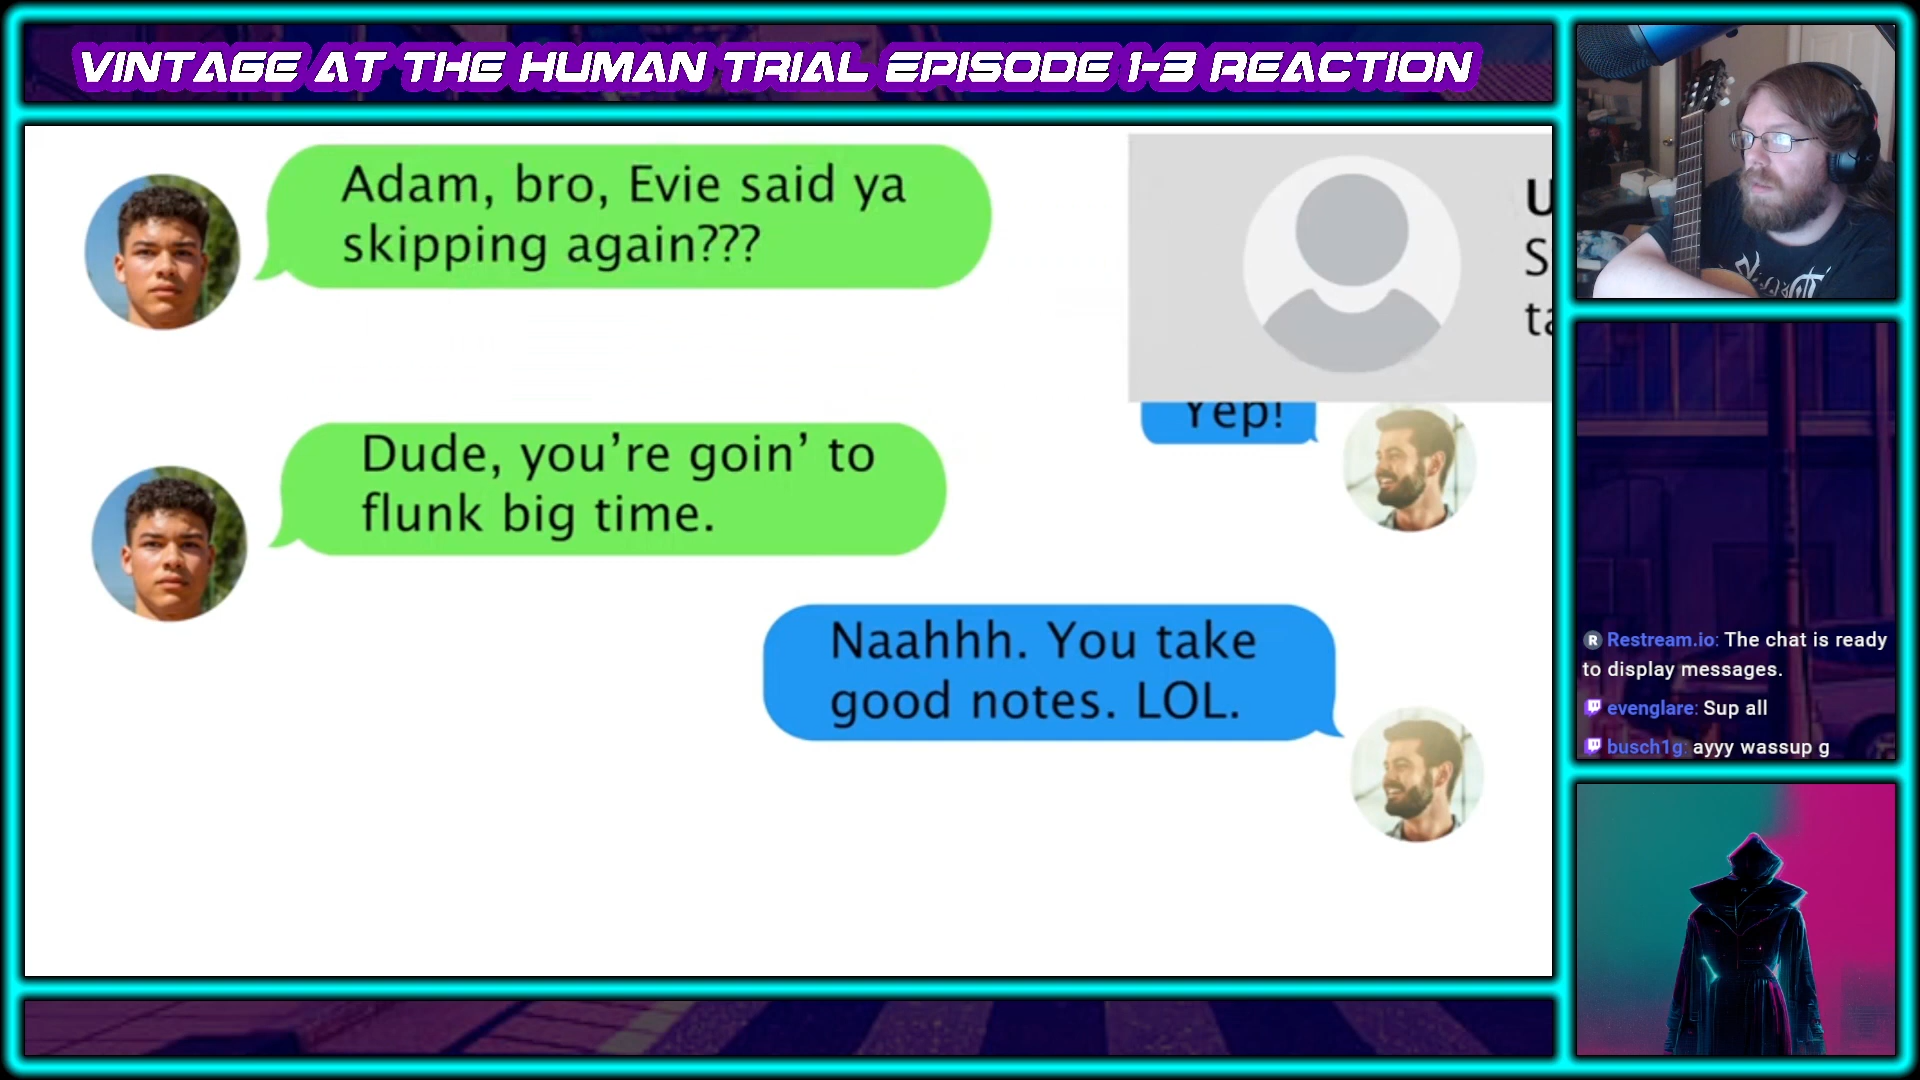 VINTAGE AT THE HUMAN TRIAL EPISODE 1-3 REACTION
Adam, bro, Evie said ya
skipping again???
Yep!
Dude, you're goin' to
flunk big time.
Naahhh. You take
good notes. LOL.
R Restream.io: The chat is ready
to display messages.
evenglare: Sup all
busch1g: ayyy wassup g